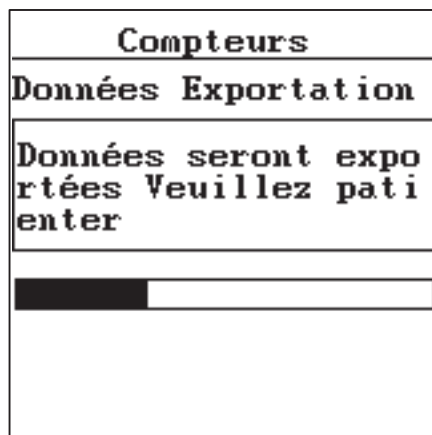 Compteurs
Données Exportation
Données seront expo
rtées Veuillez pati
enter